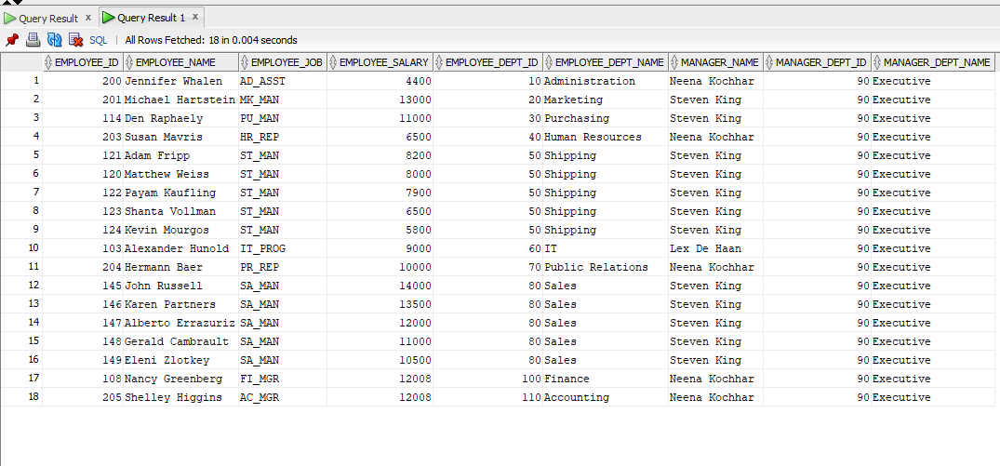 Query Result x Query Result 1 x
SQL | All Rows Fetched: 18 in 0.004 seconds
EMPLOYEE_ID EMPLOYEE_NAME EMPLOYEE_JOB EMPLOYEE_SALARY EMPLOYEE_DEPT_ID EMPLOYEE_DEPT_NAME MANAGER_NAME MANAGER_DEPT_ID MANAGER_DEPT_NAME
1 200 Jennifer Whalen AD_ASST 4400 10 Administration Neena Kochhar 90 Executive
2 201 Michael Hartstein MK_MAN 13000 20 Marketing Steven King 90 Executive
3 114 Den Raphaely PU_MAN 11000 30 Purchasing Steven King 90 Executive
4 203 Susan Mavris HR_REP 6500 40 Human Resources Neena Kochhar 90 Executive
5 121 Adam Fripp ST_MAN 8200 50 Shipping Steven King 90 Executive
6 120 Matthew Weiss ST_MAN 8000 50 Shipping Steven King 90 Executive
7 122 Payam Kaufling ST_MAN 7900 50 Shipping Steven King 90 Executive
8 123 Shanta Vollman ST_MAN 6500 50 Shipping Steven King 90 Executive
9 124 Kevin Mourgos ST_MAN 5800 50 Shipping Steven King 90 Executive
10 103 Alexander Hunold IT_PROG 9000 60 IT Lex De Haan 90 Executive
11 204 Hermann Baer PR_REP 10000 70 Public Relations Neena Kochhar 90 Executive
12 145 John Russell SA_MAN 14000 80 Sales Steven King 90 Executive
13 146 Karen Partners SA_MAN 13500 80 Sales Steven King 90 Executive
14 147 Alberto Errazuriz SA_MAN 12000 80 Sales Steven King 90 Executive
15 148 Gerald Cambrault SA_MAN 11000 80 Sales Steven King 90 Executive
16 149 Eleni Zlotkey SA_MAN 10500 80 Sales Steven King 90 Executive
17 108 Nancy Greenberg FI_MGR 12008 100 Finance Neena Kochhar 90 Executive
18 205 Shelley Higgins AC_MGR 12008 110 Accounting Neena Kochhar 90 Executive